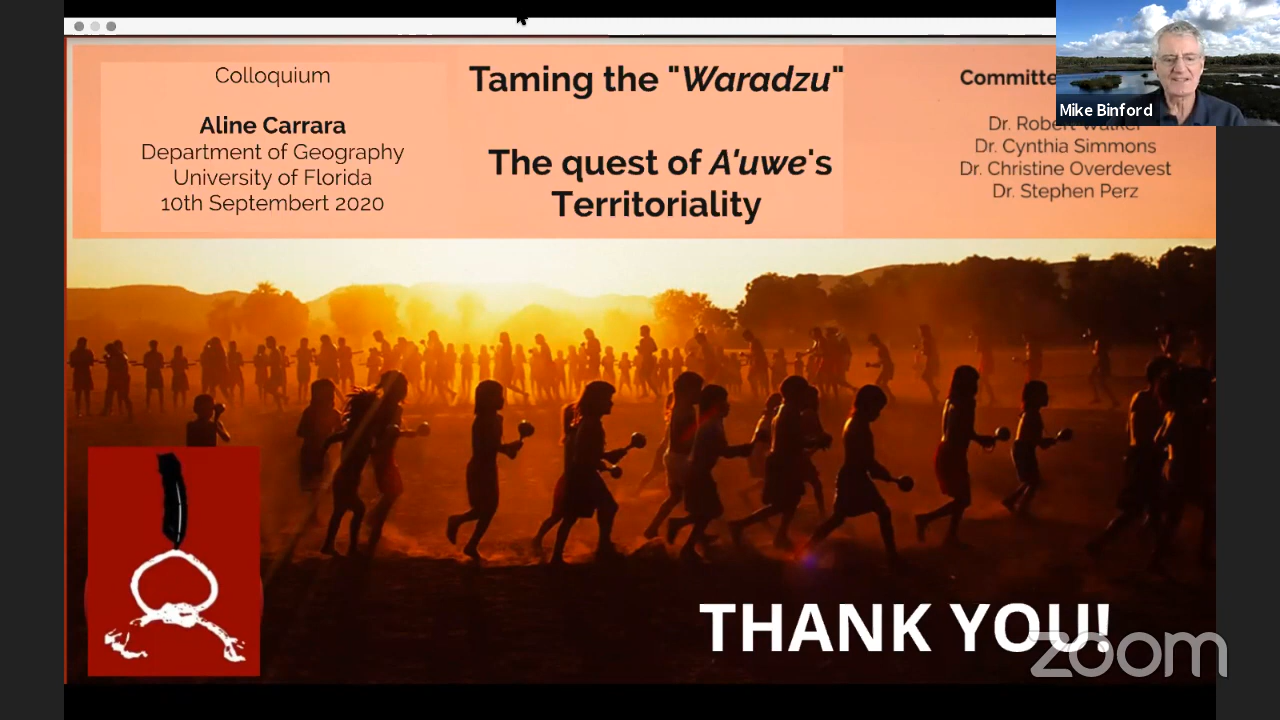 Colloquium
Aline Carrara
Department of Geography
University of Florida
10th Septembert 2020
Taming the "Waradzu"
The quest of A'uwe's
Territoriality
Committe
Dr. Robert Walker
Dr. Cynthia Simmons
Dr. Christine Overdevest
Dr. Stephen Perz
Mike Binford
THANK YOU!
zoom